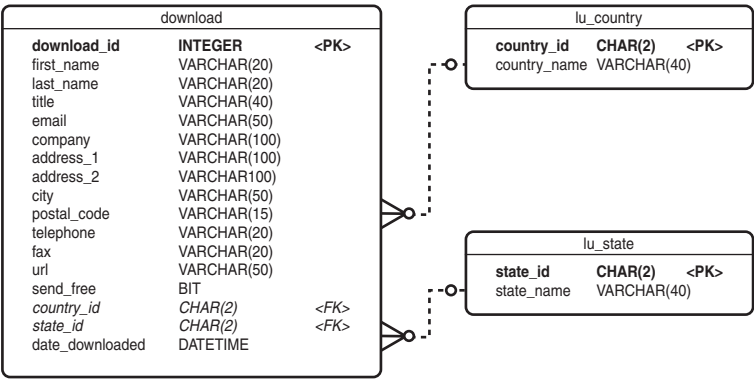 download
download_id INTEGER <PK>
first_name VARCHAR(20)
last_name VARCHAR(20)
title VARCHAR(40)
email VARCHAR(50)
company VARCHAR(100)
address_1 VARCHAR(100)
address_2 VARCHAR100)
city VARCHAR(50)
postal_code VARCHAR(15)
telephone VARCHAR(20)
fax VARCHAR(20)
url VARCHAR(50)
send_free BIT
country_id CHAR(2) <FK>
state_id CHAR(2) <FK>
date_downloaded DATETIME
lu_country
country_id CHAR(2) <PK>
country_name VARCHAR(40)
lu_state
state_id CHAR(2) <PK>
state_name VARCHAR(40)